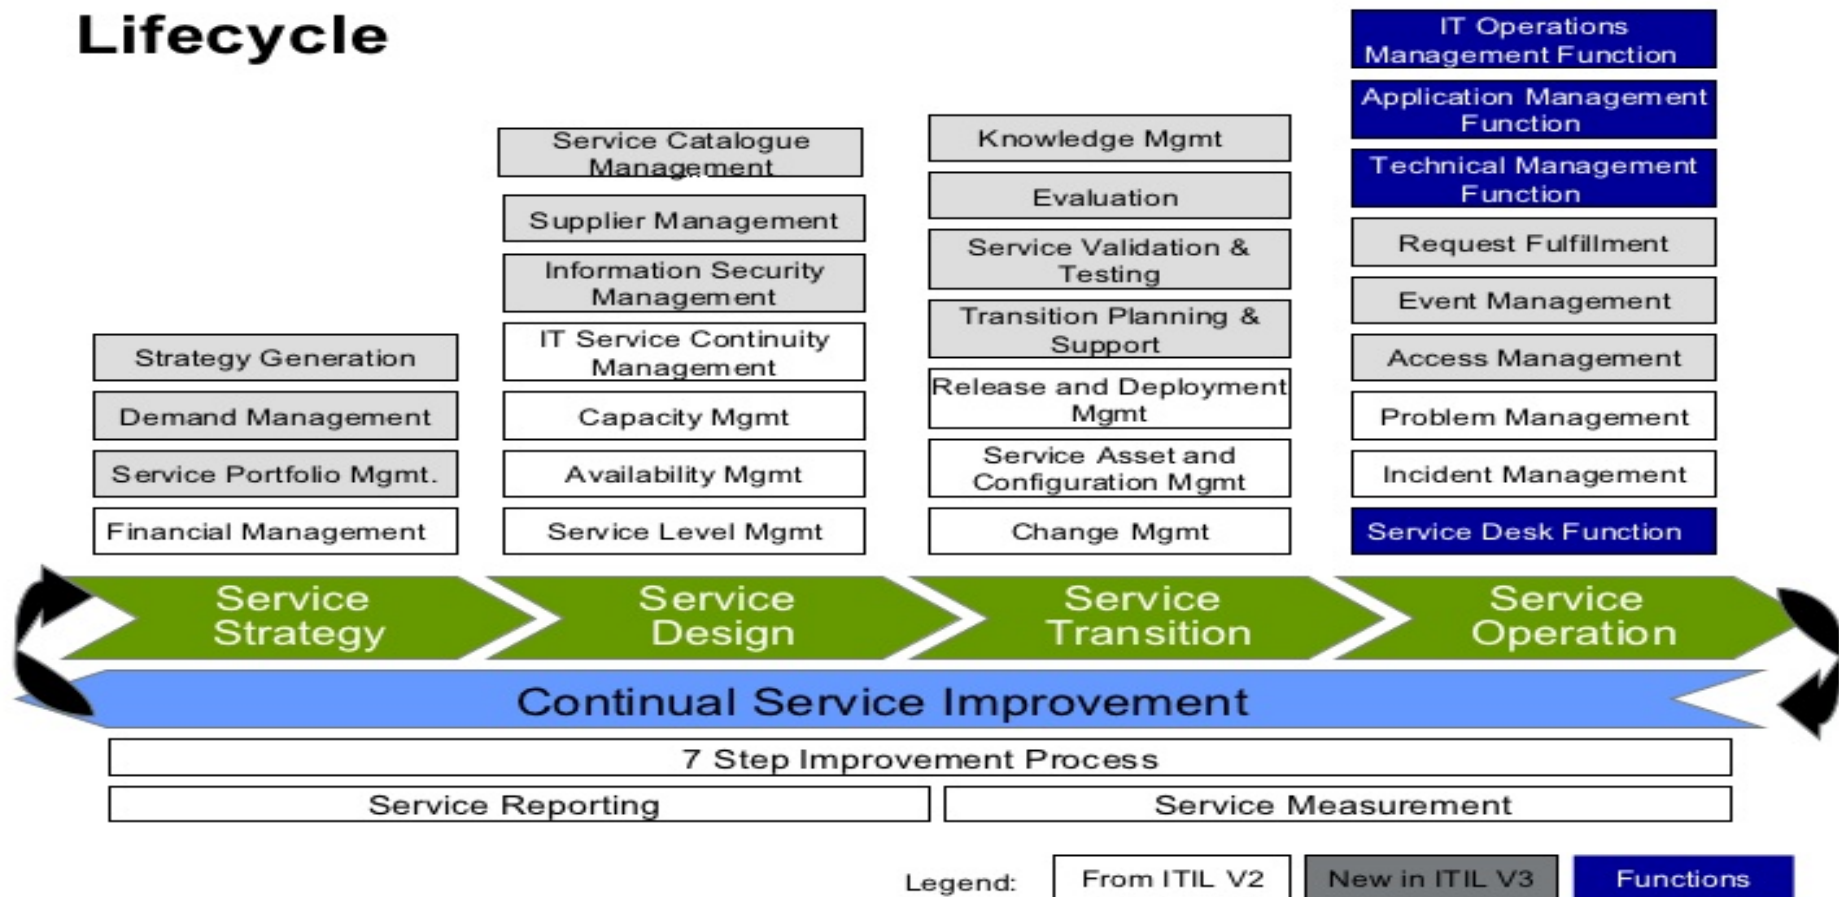 Lifecycle
Strategy Generation
Demand Management
Service Portfolio Mgmt.
Financial Management
Service Catalogue
Management
Supplier Management
Information Security
Management
IT Service Continuity
Management
Capacity Mgmt
Availability Mgmt
Service Level Mgmt
Knowledge Mgmt
Evaluation
Service Validation &
Testing
Transition Planning &
Support
Release and Deployment
Mgmt
Service Asset and
Configuration Mgmt
Change Mgmt
IT Operations
Management Function
Application Management
Function
Technical Management
Function
Request Fulfillment
Event Management
Access Management
Problem Management
Incident Management
Service Desk Function
Service
Strategy
Service
Design
Service
Transition
Service
Operation
Continual Service Improvement
7 Step Improvement Process
Service Reporting
Service Measurement
Legend:
From ITIL V2
New in ITIL V3
Functions